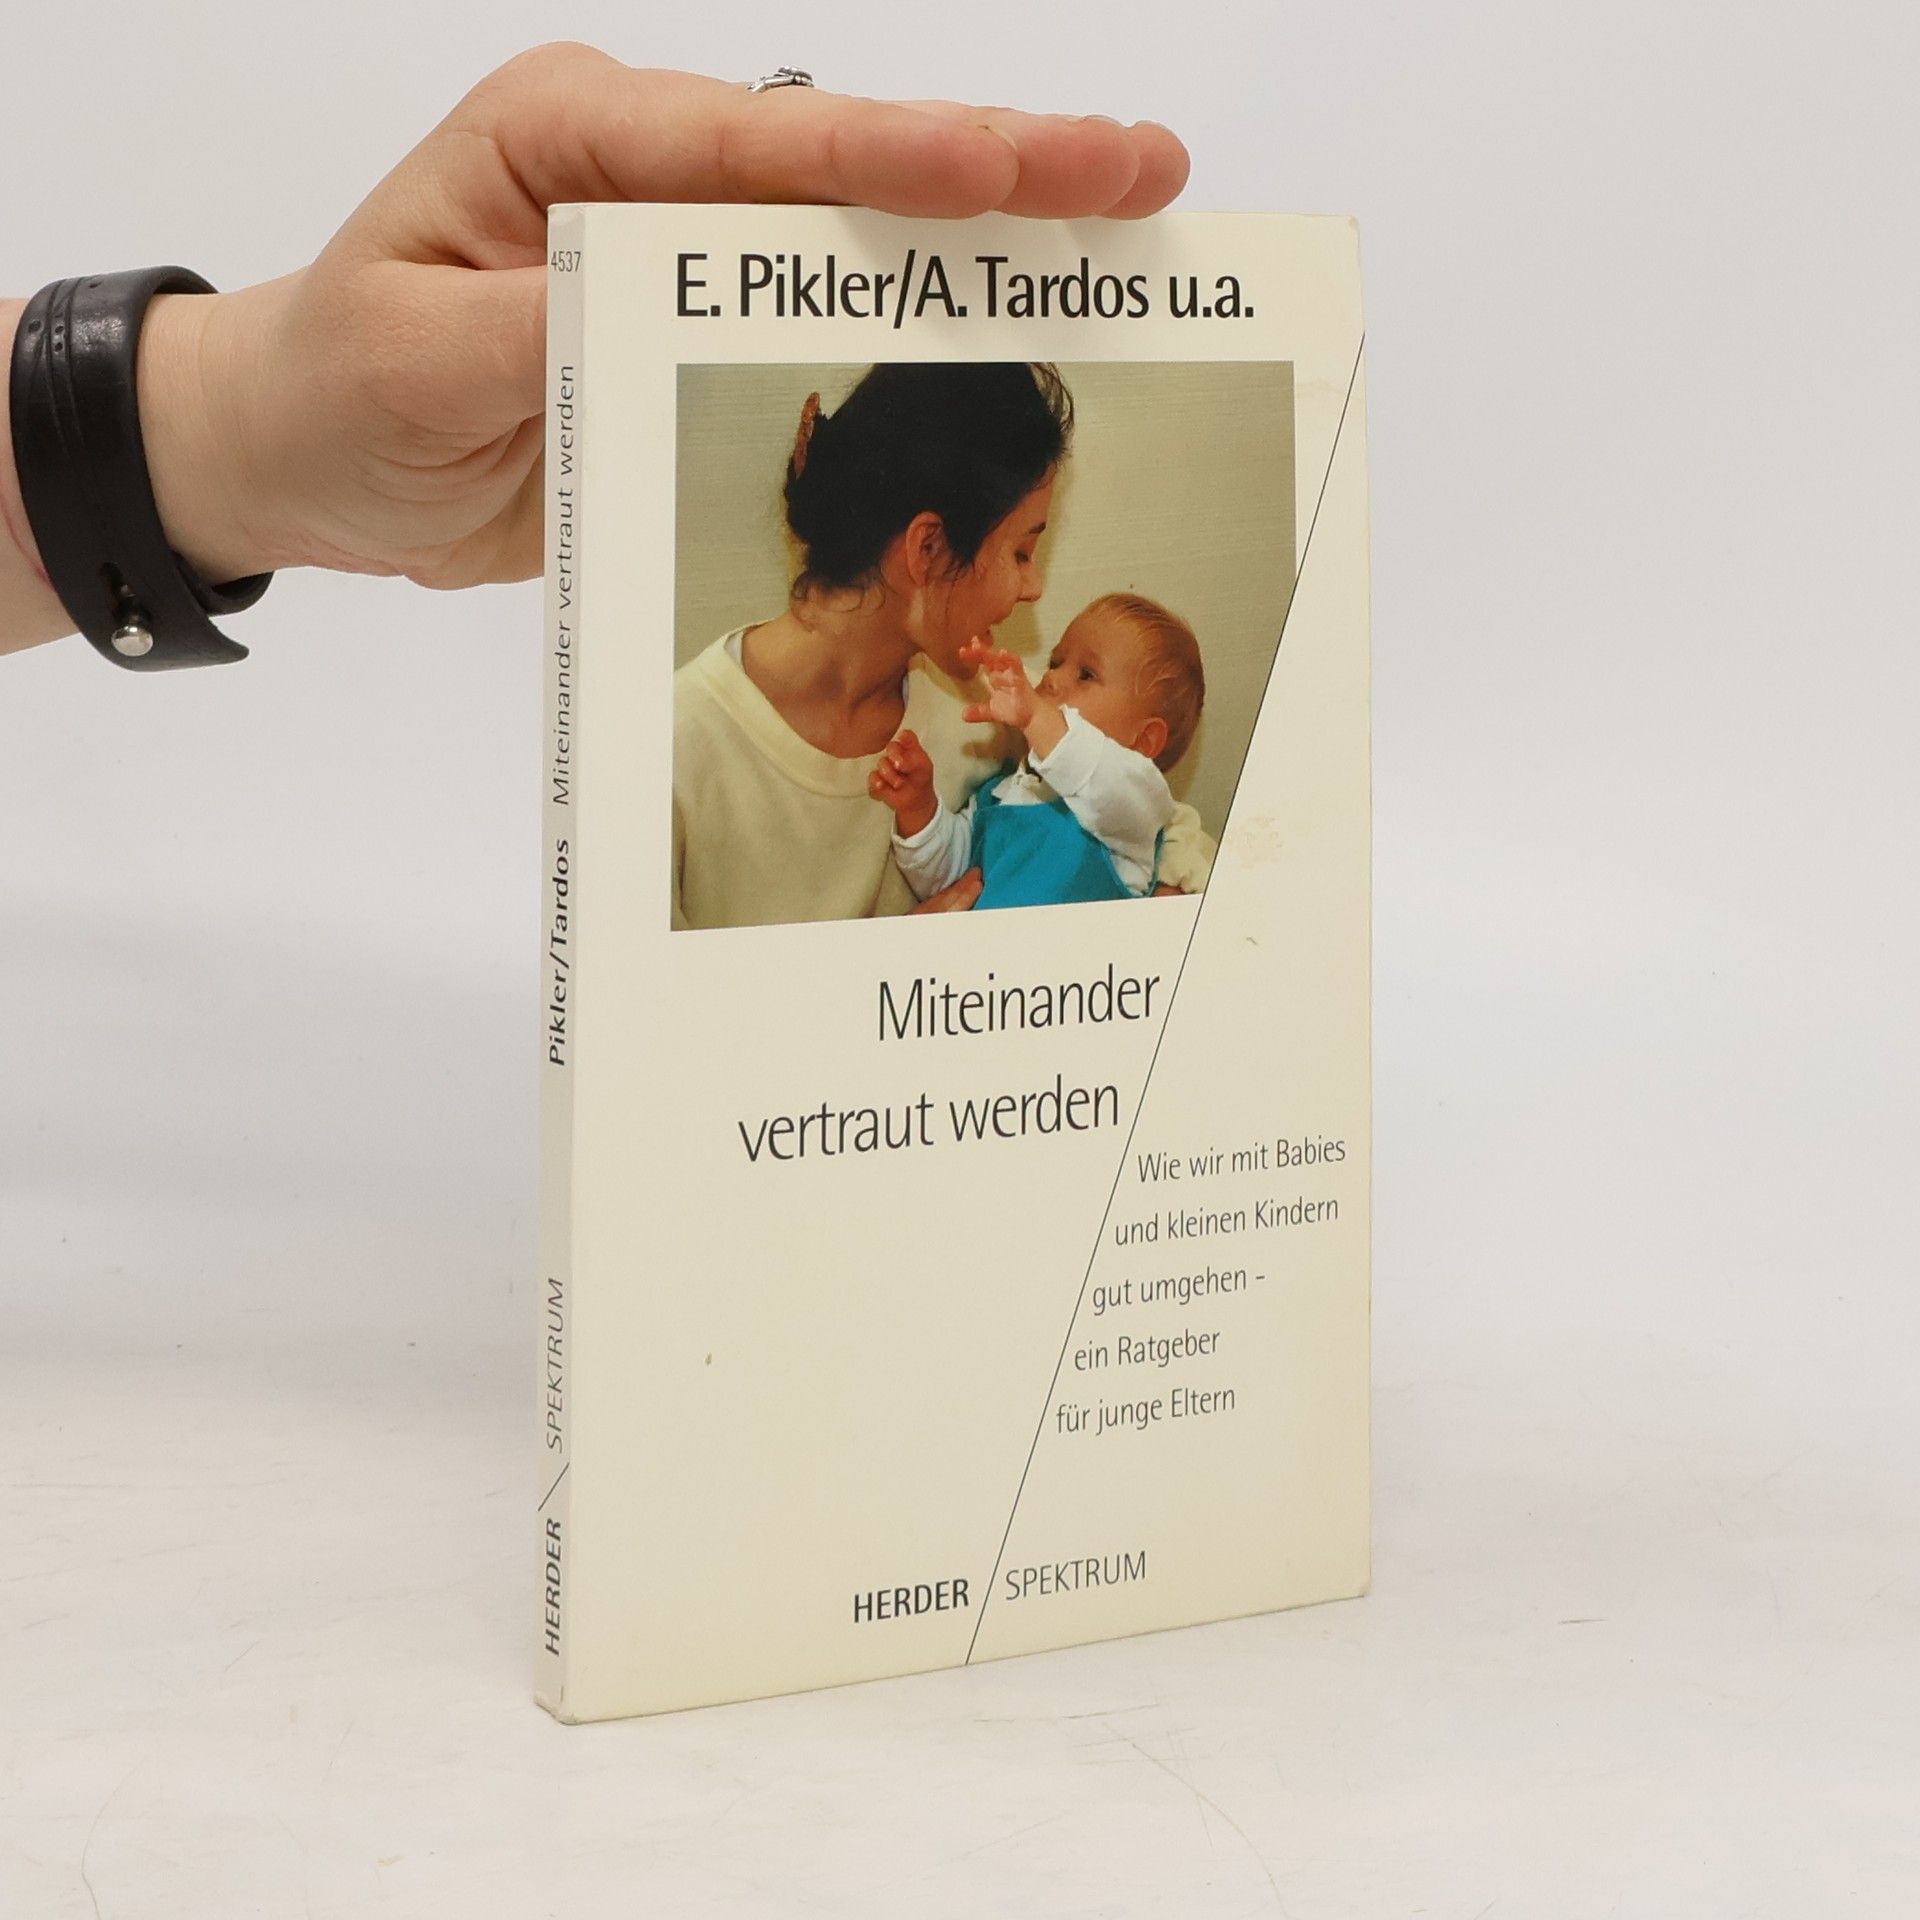 E. Pikler/A. Tardos u.a.
Miteinander
vertraut werden
Wie wir mit Babies
und kleinen Kindern
gut umgehen -
ein Ratgeber
für junge Eltern
HERDER / SPEKTRUM
4537
Pikler/Tardos Miteinander vertraut werden
HERDER / SPEKTRUM